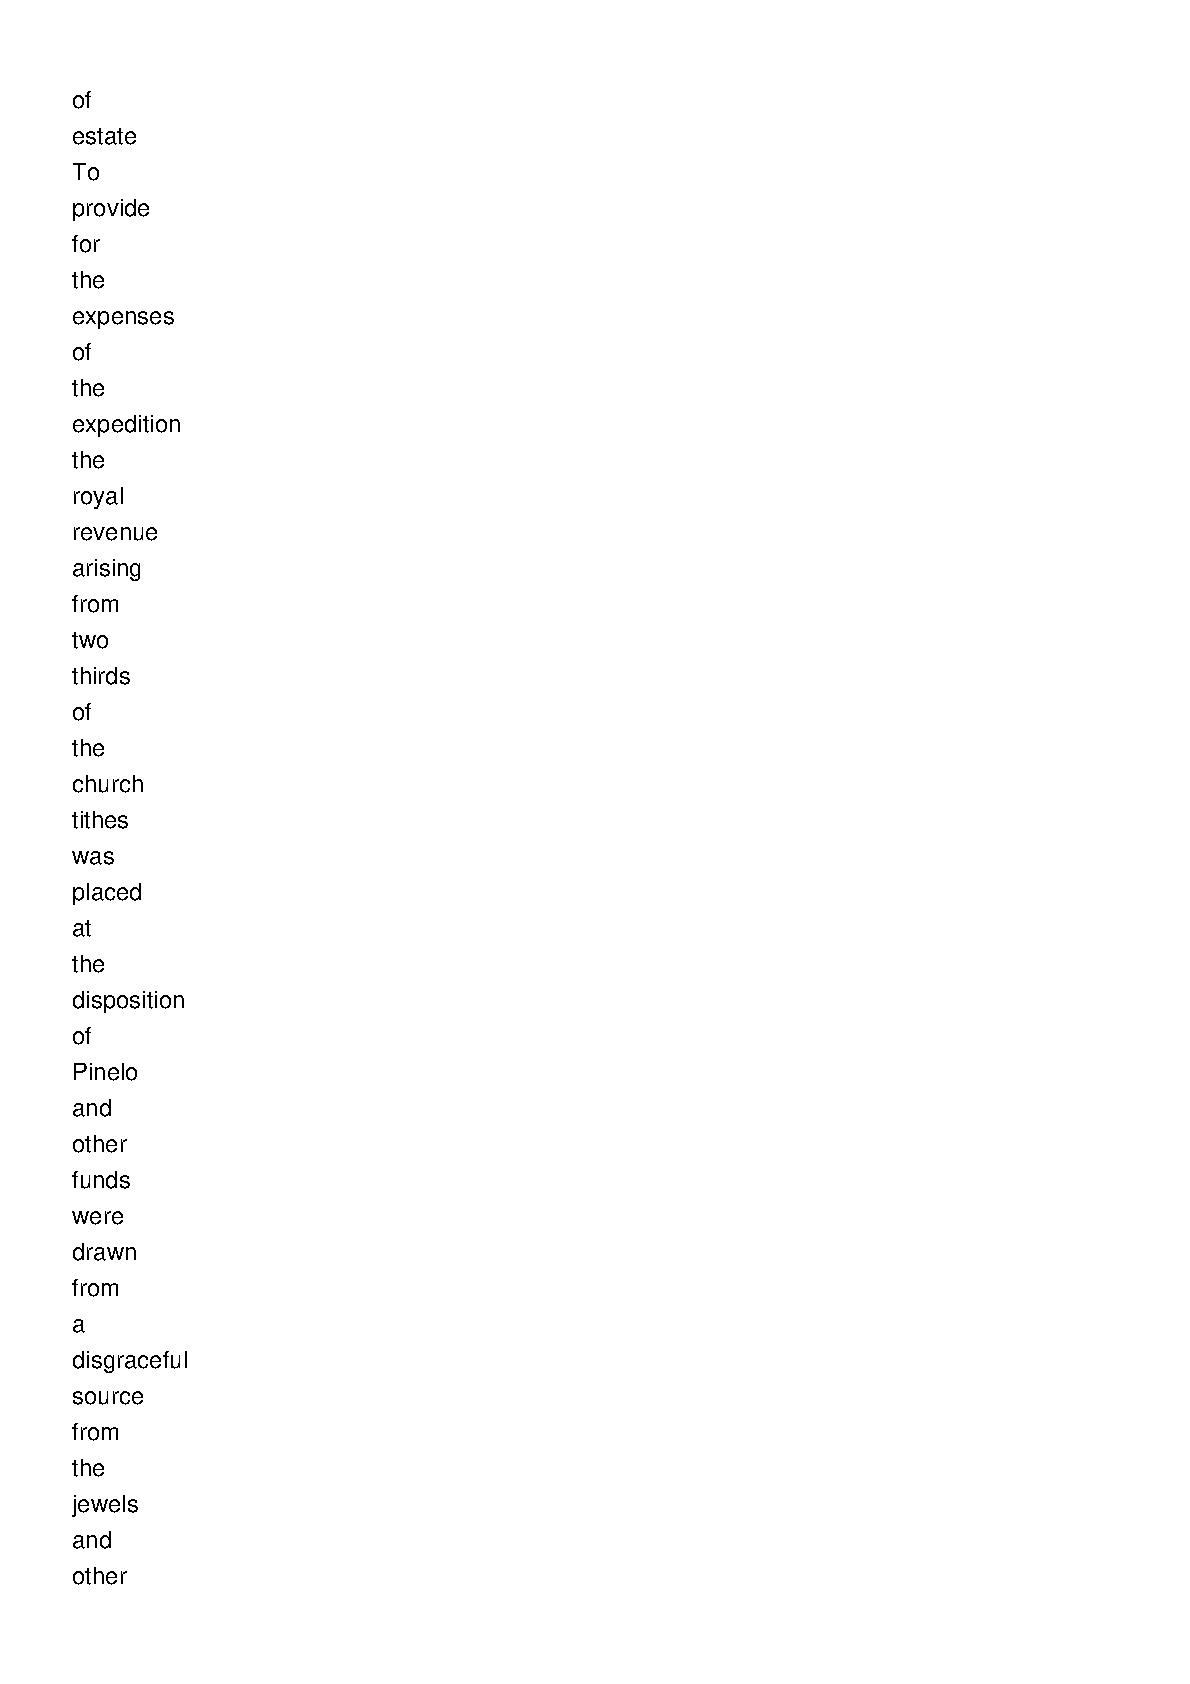 of
estate
To
provide
for
the
expenses
of
the
expedition
the
royal
revenue
arising
from
two
thirds
of
the
church
tithes
was
placed
at
the
disposition
of
Pinelo
and
other
funds
were
drawn
from
a
disgraceful
source
from
the
jewels
and
other